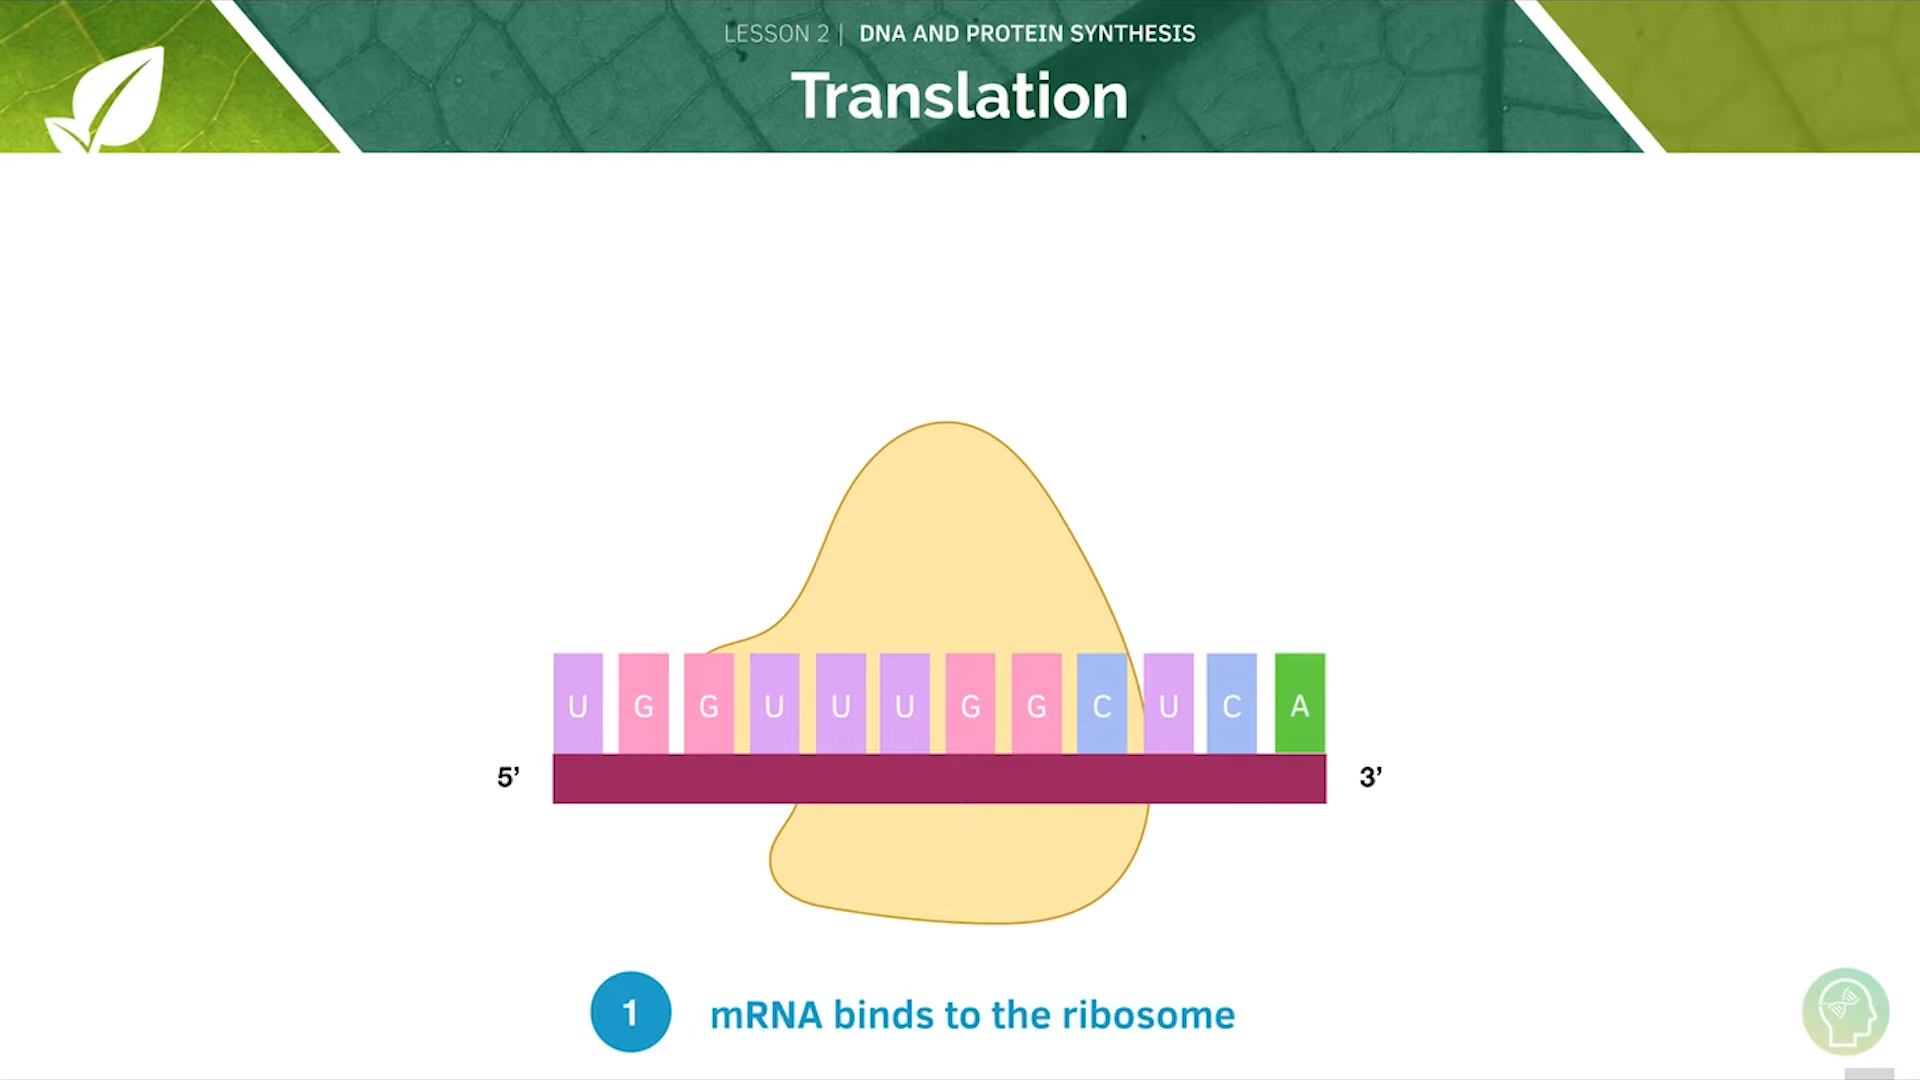 LESSON 2 | DNA AND PROTEIN SYNTHESIS
Translation
U G G U U U G G C U C A
5’ 3’
1 mRNA binds to the ribosome